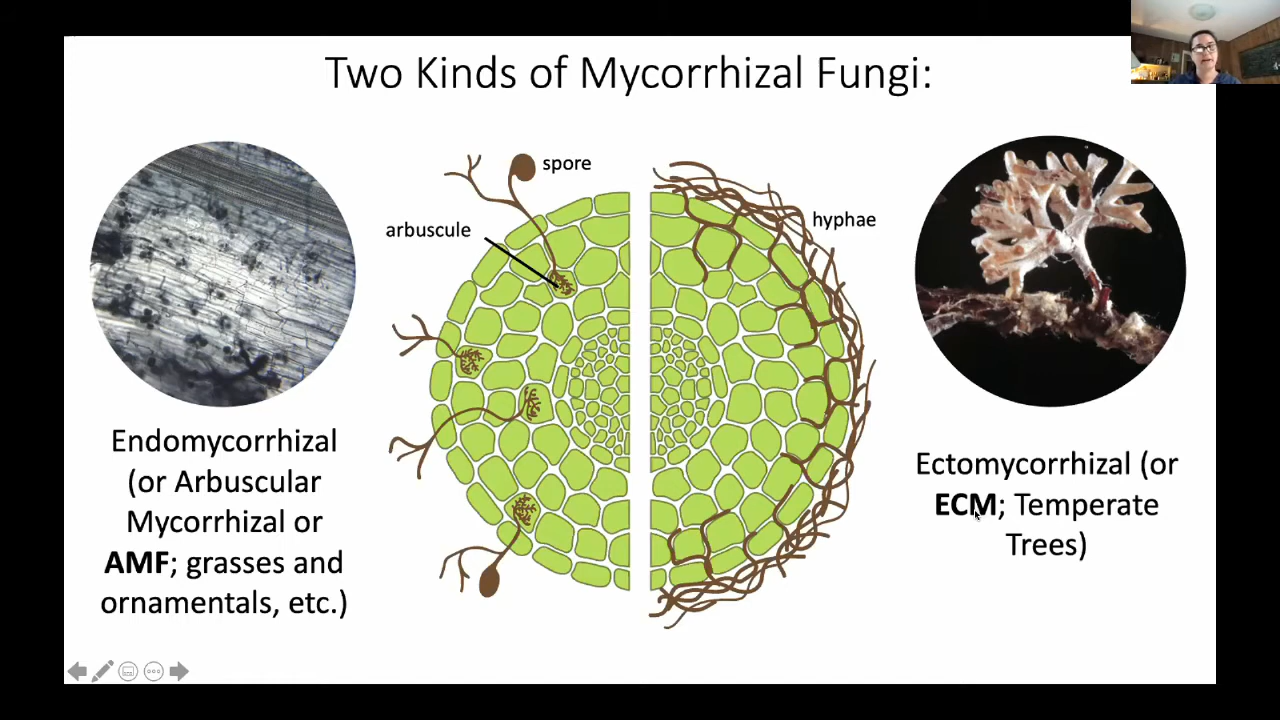 Two Kinds of Mycorrhizal Fungi:
spore
arbuscule
hyphae
Endomycorrhizal
(or Arbuscular
Mycorrhizal or
AMF; grasses and
ornamentals, etc.)
Ectomycorrhizal (or
ECM; Temperate
Trees)